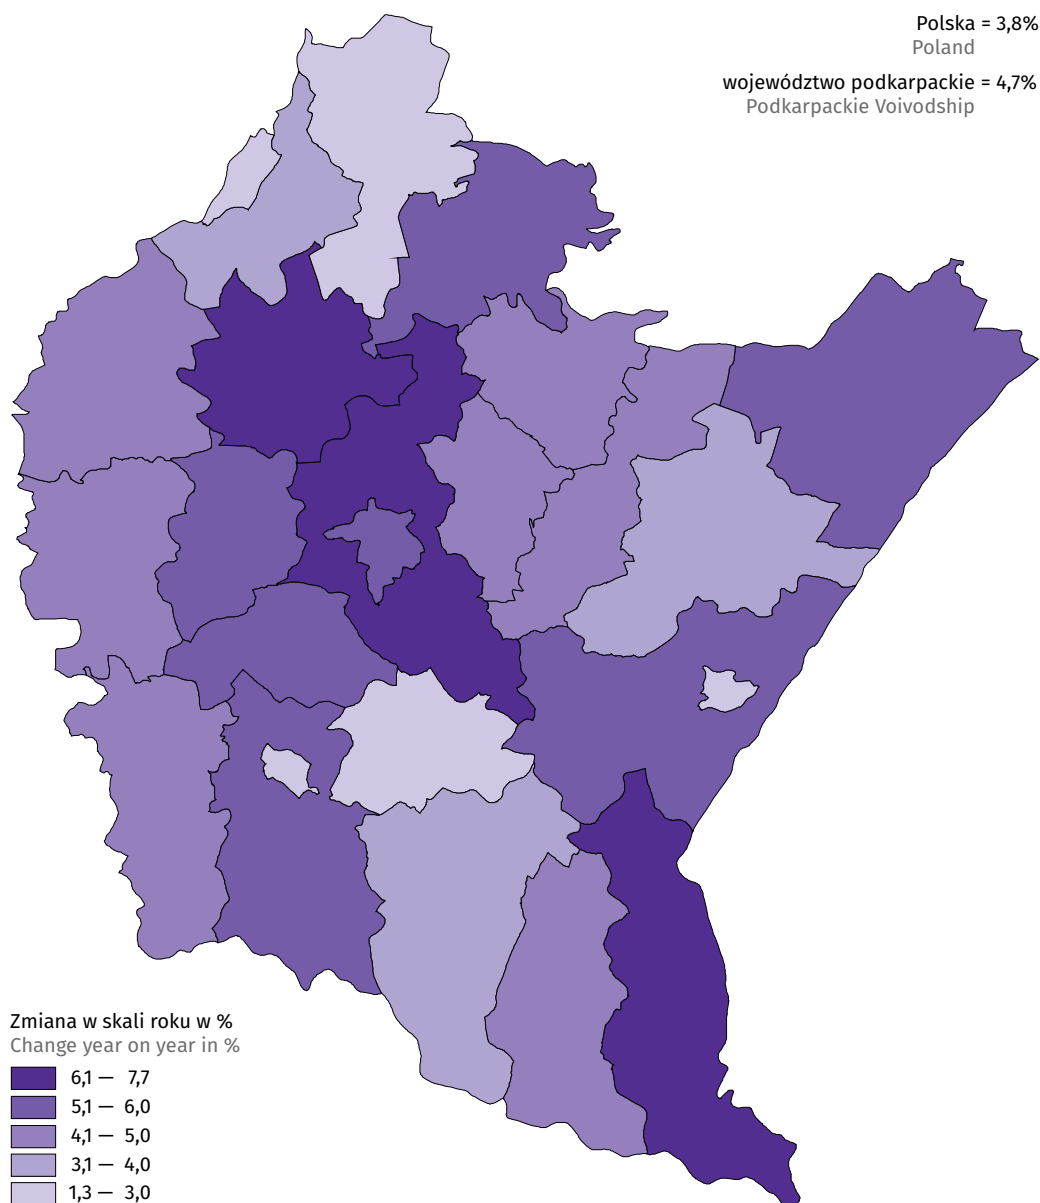 Polska = 3,8%
Poland
województwo podkarpackie = 4,7%
Podkarpackie Voivodship
Zmiana w skali roku w %
Change year on year in %
6,1 — 7,7
5,1 — 6,0
4,1 — 5,0
3,1 — 4,0
1,3 — 3,0